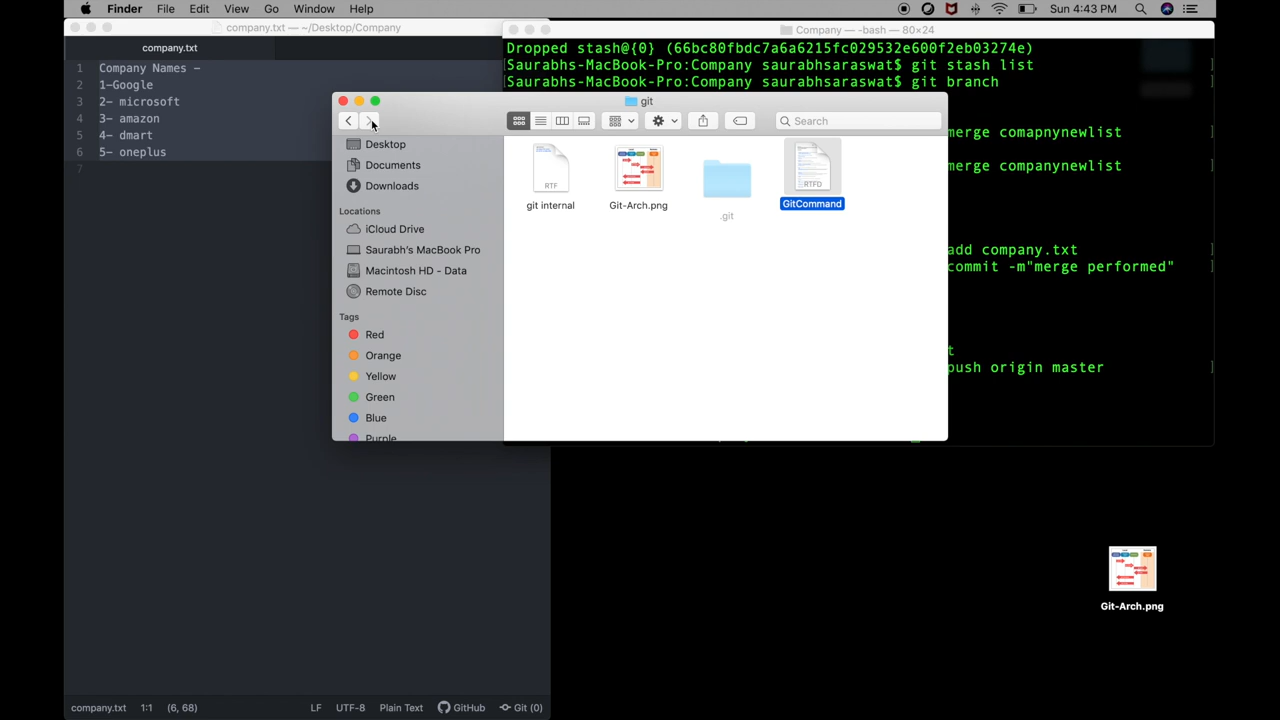 Finder File Edit View Go Window Help Sun 4:43 PM
company.txt — ~/Desktop/Company
company.txt
1 Company Names -
2 1-Google
3 2- microsoft
4 3- amazon
5 4- dmart
6 5- oneplus
7
company.txt 1:1 (6, 68) LF UTF-8 Plain Text GitHub Git (0)
Company — -bash — 80×24
Dropped stash@{0} (66bc80fbdc7a6a6215fc029532e600f2eb03274e)
[Saurabhs-MacBook-Pro:Company saurabhsaraswat$ git stash list ]
[Saurabhs-MacBook-Pro:Company saurabhsaraswat$ git branch ]
merge comapnynewlist ]
merge companynewlist ]
add company.txt ]
commit -m"merge performed" ]
t
push origin master ]
git
Search
Desktop
Documents
Downloads
Locations
iCloud Drive
Saurabh's MacBook Pro
Macintosh HD - Data
Remote Disc
Tags
Red
Orange
Yellow
Green
Blue
Purple
RTF
git internal
Git-Arch.png
.git
RTFD
GitCommand
Git-Arch.png